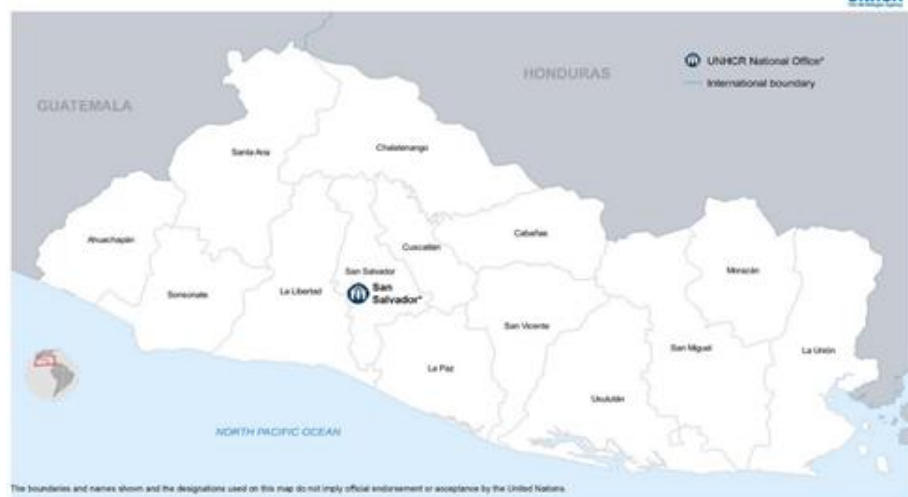 UNHCR National Office*
International boundary
HONDURAS
GUATEMALA
Santa Ana
Chalatenango
Ahuachapán
Cuscatlán
Cabañas
Morazán
Sonsonate
La Libertad
San Salvador
San
Salvador*
San Vicente
San Miguel
La Unión
La Paz
Usulután
NORTH PACIFIC OCEAN
The boundaries and names shown and the designations used on this map do not imply official endorsement or acceptance by the United Nations.